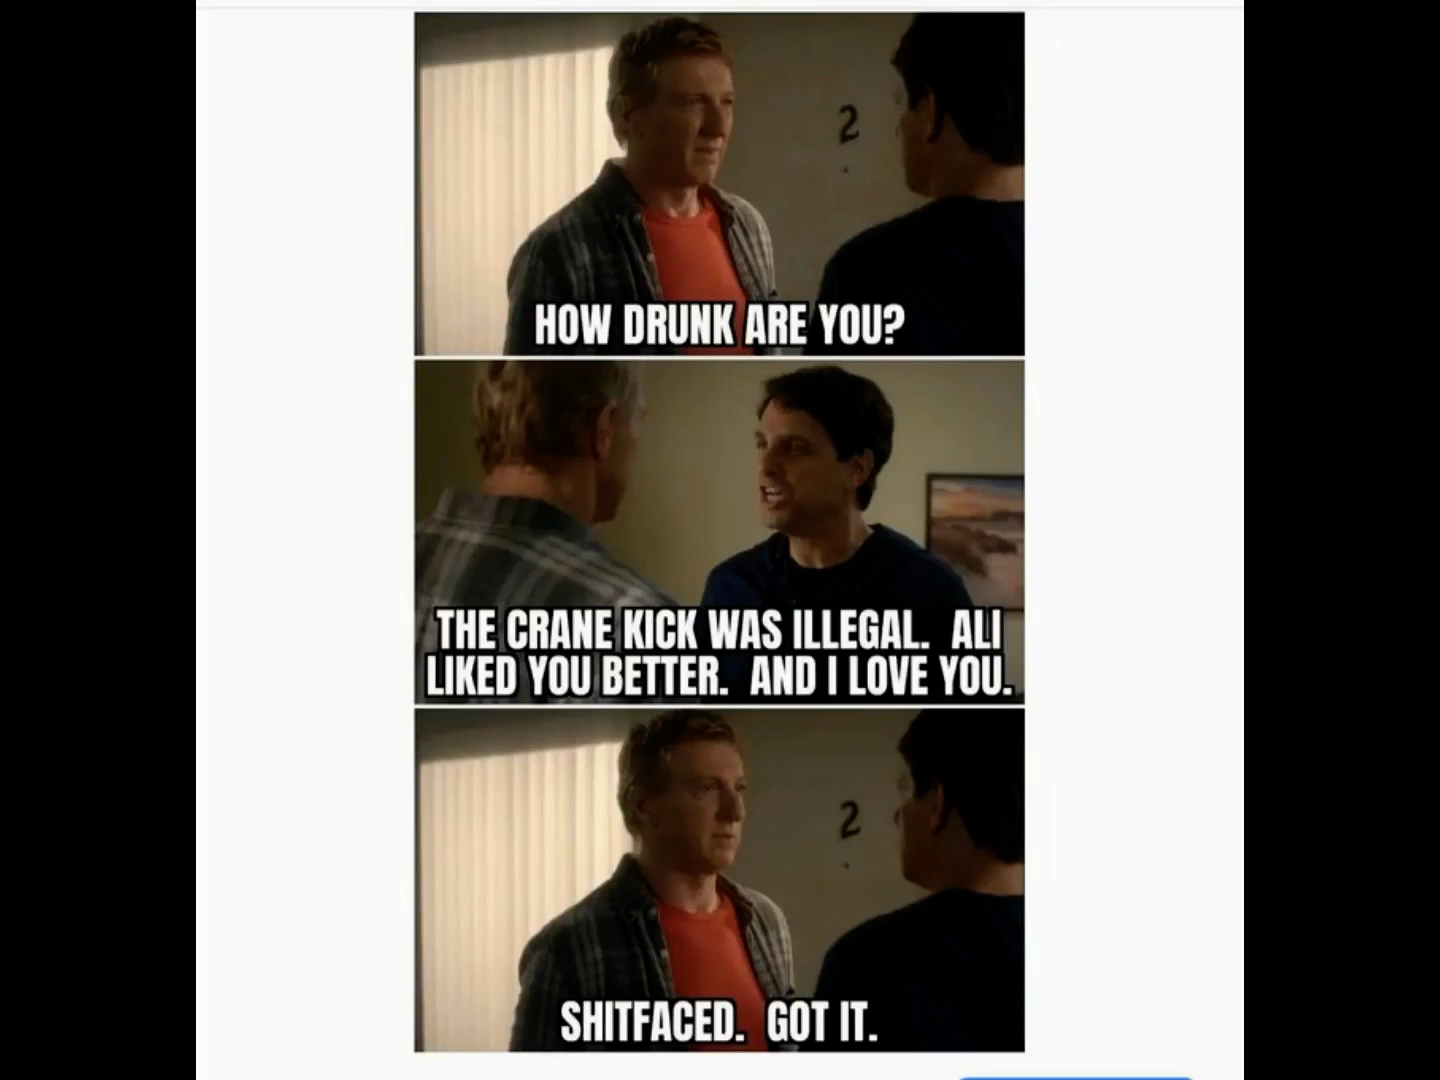 2
HOW DRUNK ARE YOU?
THE CRANE KICK WAS ILLEGAL. ALI
LIKED YOU BETTER. AND I LOVE YOU.
2
SHITFACED. GOT IT.